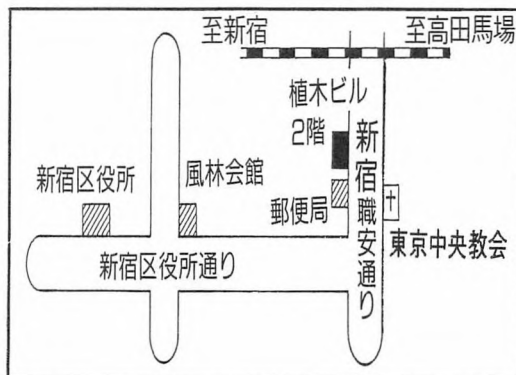 至新宿
至高田馬場
植木ビル
2階
新宿職安通り
新宿区役所
風林会館
郵便局
東京中央教会
新宿区役所通り